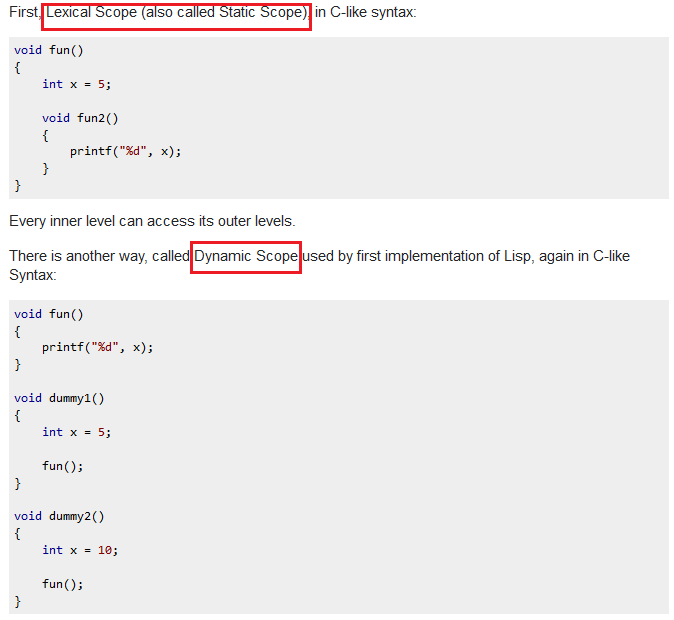 First, Lexical Scope (also called Static Scope), in C-like syntax:
void fun()
{
    int x = 5;
    void fun2()
    {
        printf("%d", x);
    }
}
Every inner level can access its outer levels.
There is another way, called Dynamic Scope used by first implementation of Lisp, again in C-like
Syntax:
void fun()
{
    printf("%d", x);
}
void dummy1()
{
    int x = 5;
    fun();
}
void dummy2()
{
    int x = 10;
    fun();
}